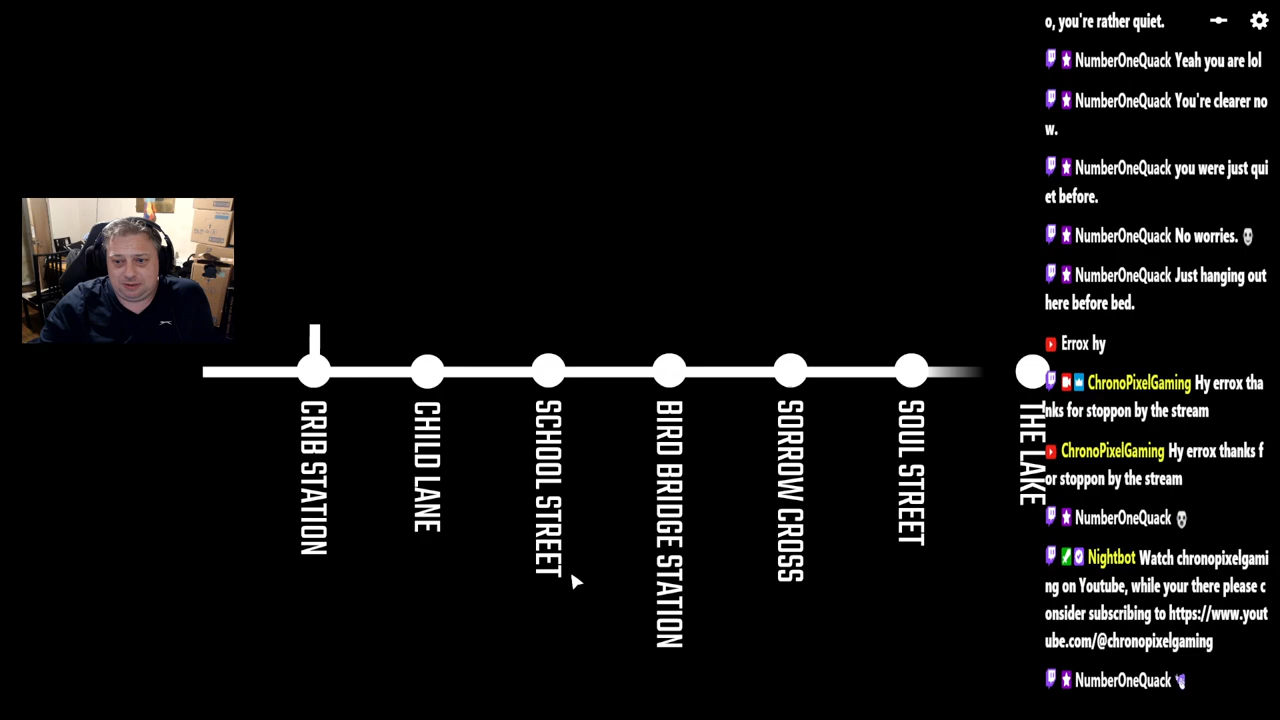 o, you're rather quiet.
NumberOneQuack Yeah you are lol
NumberOneQuack You're clearer no
w.
NumberOneQuack you were just qui
et before.
NumberOneQuack No worries.
NumberOneQuack Just hanging out
here before bed.
Errox hy
ChronoPixelGaming Hy errox tha
nks for stoppon by the stream
ChronoPixelGaming Hy errox thanks f
or stoppon by the stream
NumberOneQuack
Nightbot Watch chronopixelgami
ng on Youtube, while your there please c
onsider subscribing to https://www.yout
ube.com/@chronopixelgaming
NumberOneQuack
CRIB STATION
CHILD LANE
SCHOOL STREET
BIRD BRIDGE STATION
SORROW CROSS
SOUL STREET
THE LAKE